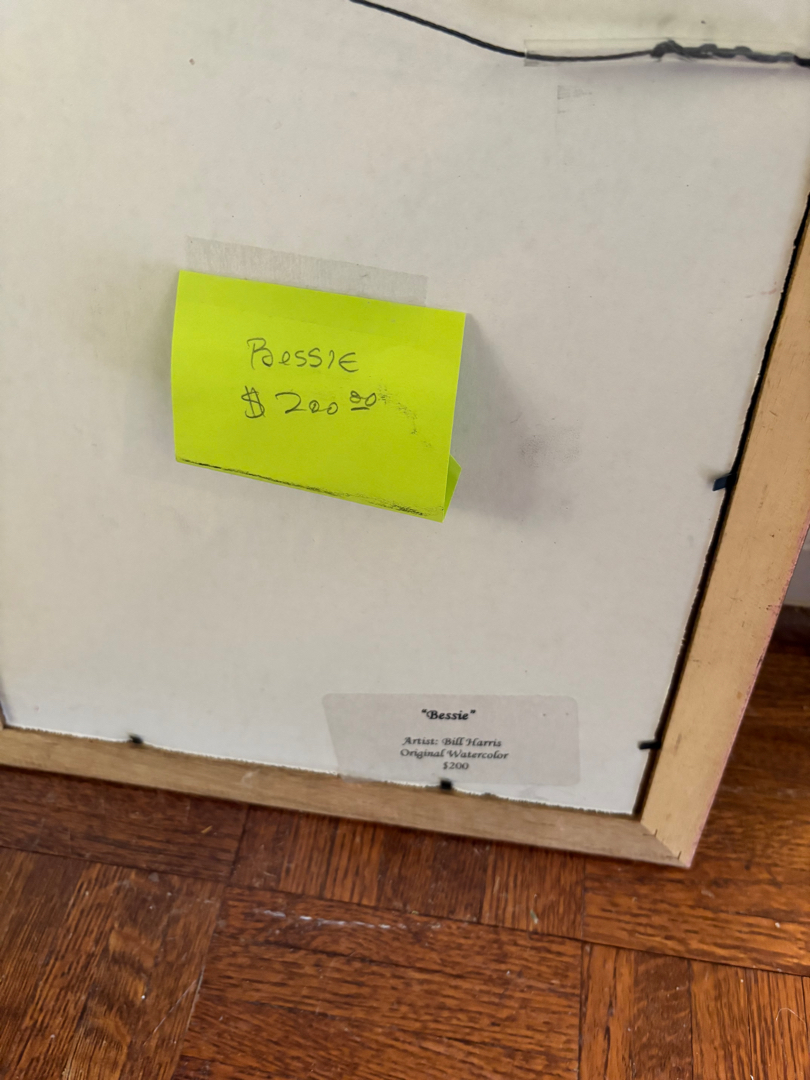 BESSIE
$ 200 00
"Bessie"
Artist: Bill Harris
Original Watercolor
$200